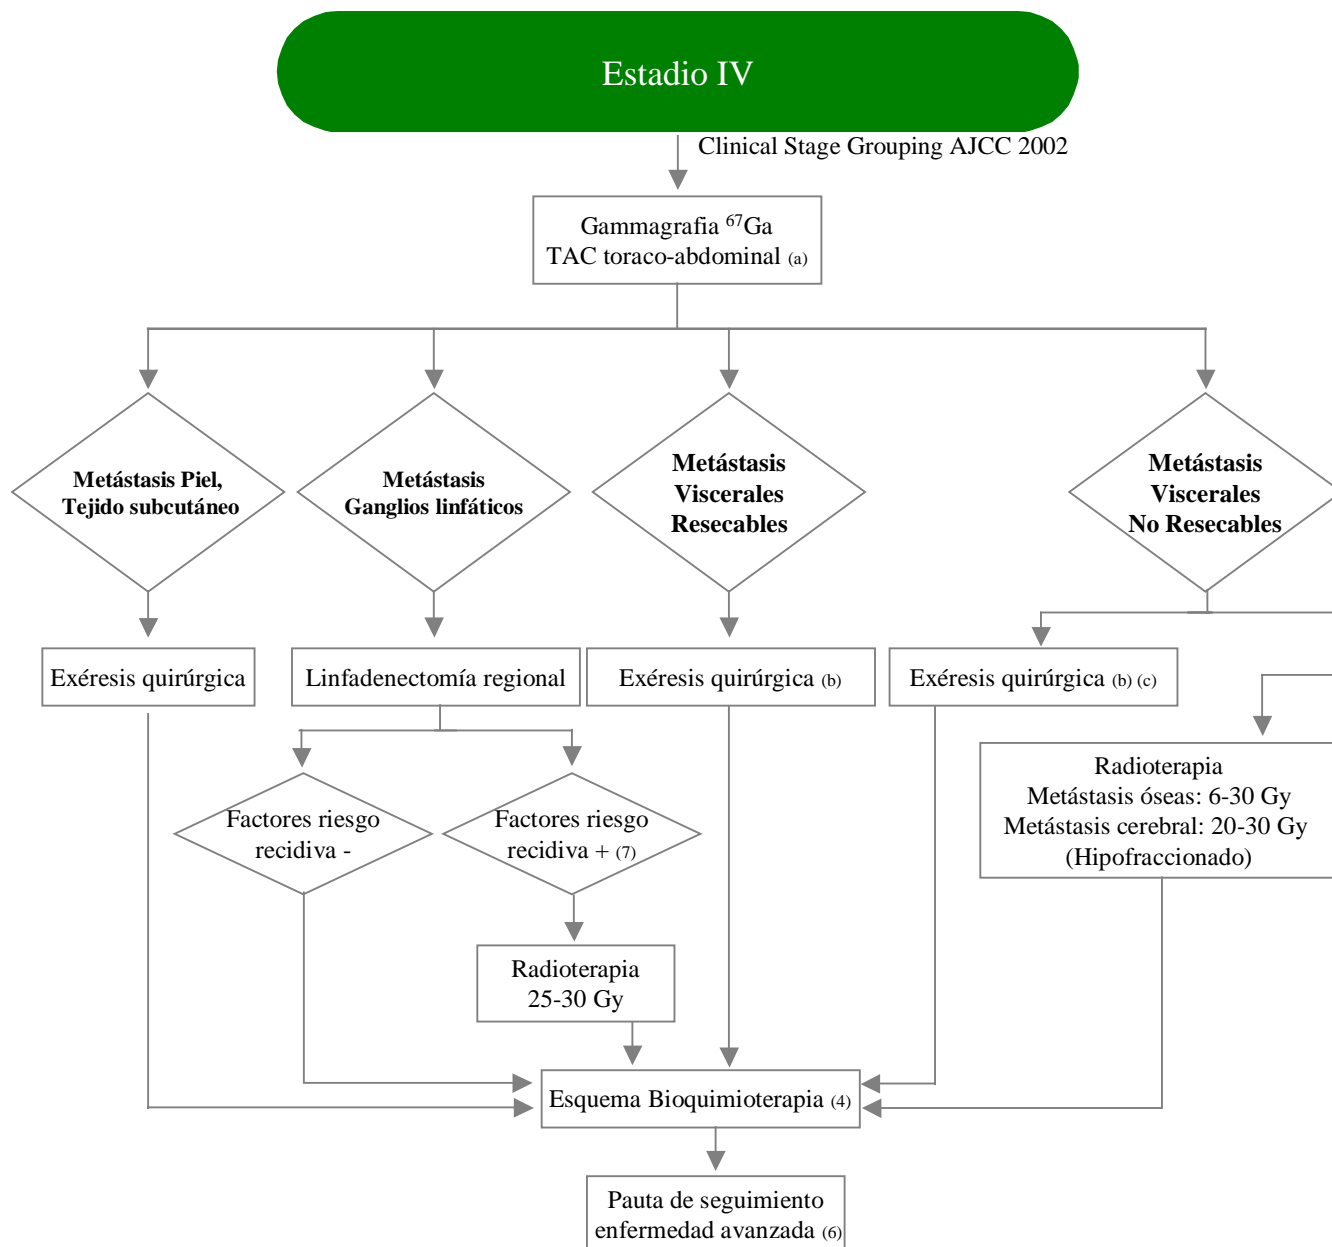 Estadio IV
Clinical Stage Grouping AJCC 2002
Gammagrafia ⁶⁷Ga
TAC toraco-abdominal (a)
Metástasis Piel,
Tejido subcutáneo
Metástasis
Ganglios linfáticos
Metástasis
Viscerales
Resecables
Metástasis
Viscerales
No Resecables
Exéresis quirúrgica
Linfadenectomía regional
Exéresis quirúrgica (b)
Exéresis quirúrgica (b) (c)
Factores riesgo
recidiva -
Factores riesgo
recidiva + (7)
Radioterapia
Metástasis óseas: 6-30 Gy
Metástasis cerebral: 20-30 Gy
(Hipofraccionado)
Radioterapia
25-30 Gy
Esquema Bioquimioterapia (4)
Pauta de seguimiento
enfermedad avanzada (6)